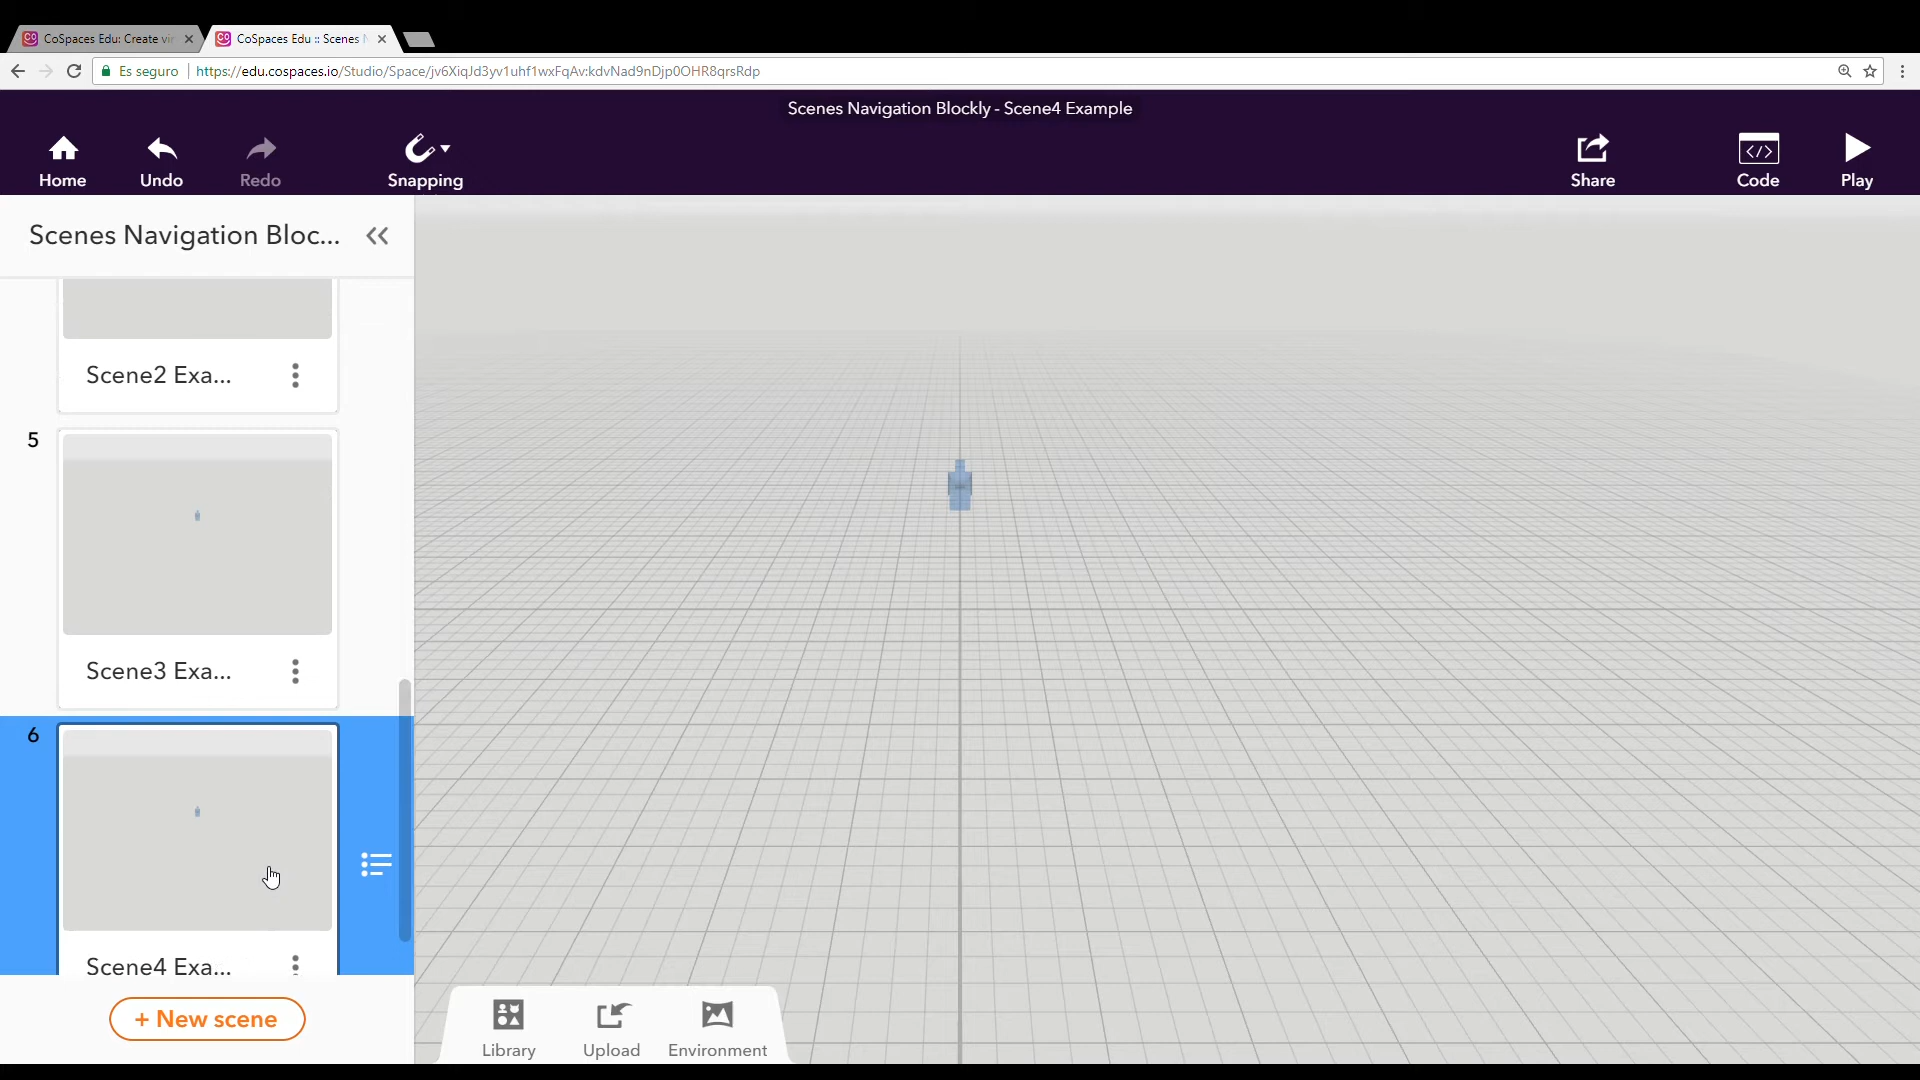 CoSpaces Edu: Create vir
CoSpaces Edu :: Scenes N
Es seguro
https://edu.cospaces.io/Studio/Space/jv6XiqJd3yv1uhf1wxFqAv:kdvNad9nDjp0OHR8qrsRdp
Scenes Navigation Blockly - Scene4 Example
Home
Undo
Redo
Snapping
Share
Code
Play
Scenes Navigation Bloc...
Scene2 Exa...
5
Scene3 Exa...
6
Scene4 Exa...
+ New scene
Library
Upload
Environment